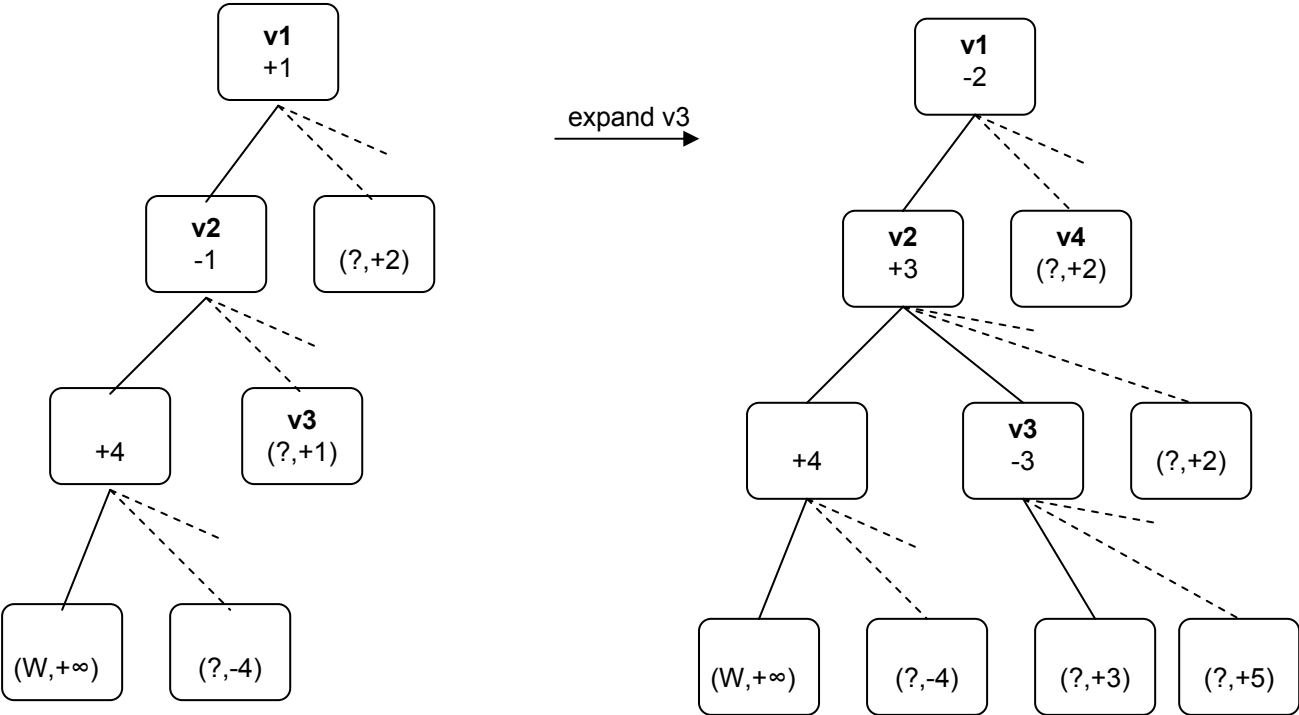 v1
+1
expand v3
v1
-2
v2
-1
(?,+2)
v2
+3
v4
(?,+2)
+4
v3
(?,+1)
+4
v3
-3
(?,+2)
(W,+∞)
(?,-4)
(W,+∞)
(?,-4)
(?,+3)
(?,+5)